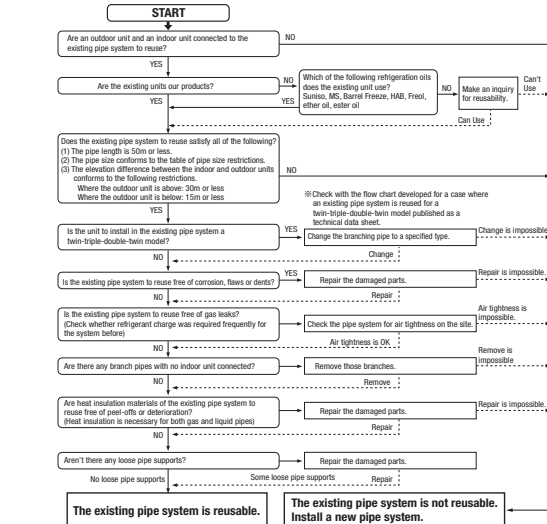 START
Are an outdoor unit and an indoor unit connected to the
existing pipe system to reuse?
NO
YES
Are the existing units our products?
NO
Which of the following refrigeration oils
does the existing unit use?
Suniso, MS, Barrel Freeze, HAB, Freol,
ether oil, ester oil
NO
Make an inquiry
for reusability.
Can't
Use
YES
YES
Can Use
Does the existing pipe system to reuse satisfy all of the following?
(1) The pipe length is 50m or less.
(2) The pipe size conforms to the table of pipe size restrictions.
(3) The elevation difference between the indoor and outdoor units
conforms to the following restrictions.
Where the outdoor unit is above: 30m or less
Where the outdoor unit is below: 15m or less
NO
YES
※Check with the flow chart developed for a case where
an existing pipe system is reused for a
twin-triple-double-twin model published as a
technical data sheet.
Is the unit to install in the existing pipe system a
twin-triple-double-twin model?
YES
Change the branching pipe to a specified type.
Change is impossible.
NO
Change
Is the existing pipe system to reuse free of corrosion, flaws or dents?
YES
Repair the damaged parts.
Repair is impossible.
NO
Repair
Is the existing pipe system to reuse free of gas leaks?
(Check whether refrigerant charge was required frequently for
the system before)
Check the pipe system for air tightness on the site.
Air tightness is
impossible.
NO
Air tightness is OK
Are there any branch pipes with no indoor unit connected?
Remove those branches.
Remove is
impossible
NO
Remove
Are heat insulation materials of the existing pipe system to
reuse free of peel-offs or deterioration?
(Heat insulation is necessary for both gas and liquid pipes)
Repair the damaged parts.
Repair is impossible.
NO
Repair
Aren't there any loose pipe supports?
Repair the damaged parts.
No loose pipe supports
Some loose pipe supports
Repair
The existing pipe system is reusable.
The existing pipe system is not reusable.
Install a new pipe system.